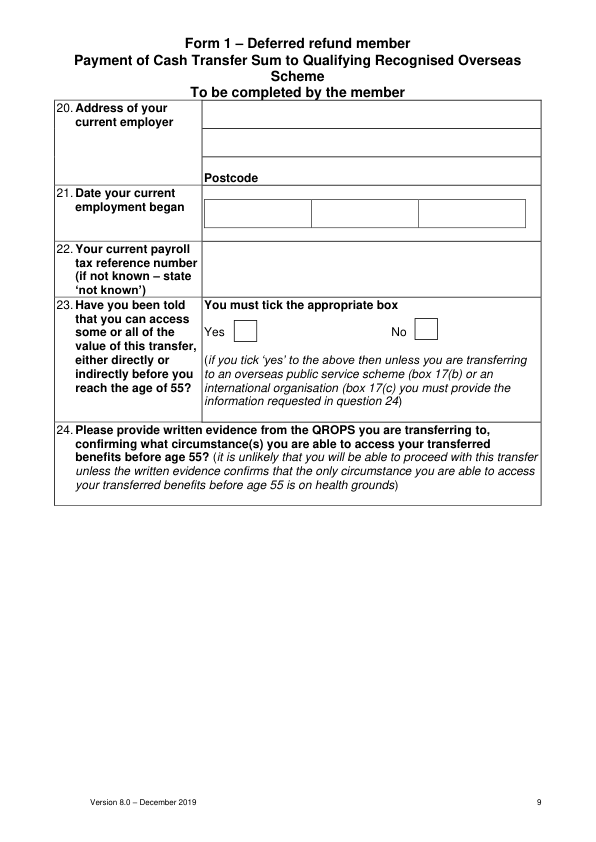 Form 1 – Deferred refund member
Payment of Cash Transfer Sum to Qualifying Recognised Overseas
Scheme
To be completed by the member
20. Address of your
current employer
Postcode
21. Date your current
employment began
22. Your current payroll
tax reference number
(if not known – state
‘not known’)
23. Have you been told
that you can access
some or all of the
value of this transfer,
either directly or
indirectly before you
reach the age of 55?
You must tick the appropriate box
Yes No
(if you tick ‘yes’ to the above then unless you are transferring
to an overseas public service scheme (box 17(b) or an
international organisation (box 17(c) you must provide the
information requested in question 24)
24. Please provide written evidence from the QROPS you are transferring to,
confirming what circumstance(s) you are able to access your transferred
benefits before age 55? (it is unlikely that you will be able to proceed with this transfer
unless the written evidence confirms that the only circumstance you are able to access
your transferred benefits before age 55 is on health grounds)
Version 8.0 – December 2019 9